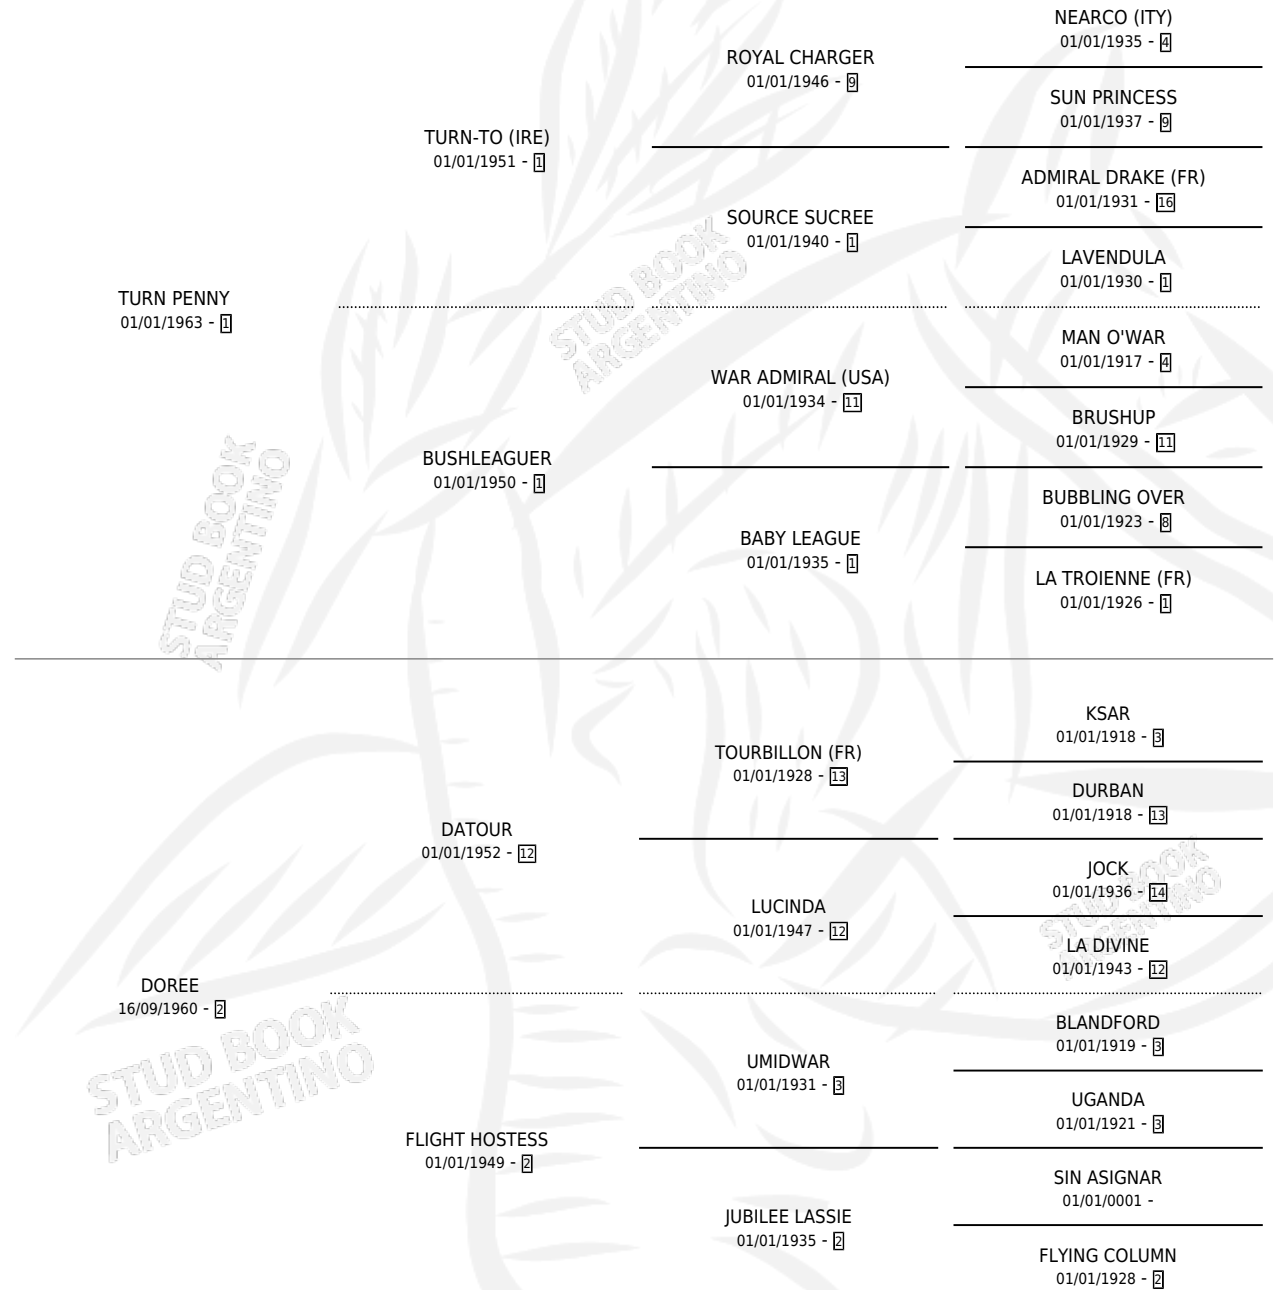 NEARCO (ITY)
01/01/1935 - 4
ROYAL CHARGER
01/01/1946 - 9
SUN PRINCESS
01/01/1937 - 9
TURN-TO (IRE)
01/01/1951 - 1
ADMIRAL DRAKE (FR)
01/01/1931 - 16
SOURCE SUCREE
01/01/1940 - 1
LAVENDULA
01/01/1930 - 1
TURN PENNY
01/01/1963 - 1
MAN O'WAR
01/01/1917 - 4
WAR ADMIRAL (USA)
01/01/1934 - 11
BRUSHUP
01/01/1929 - 11
BUSHLEAGUER
01/01/1950 - 1
BUBBLING OVER
01/01/1923 - 8
BABY LEAGUE
01/01/1935 - 1
LA TROIENNE (FR)
01/01/1926 - 1
KSAR
01/01/1918 - 3
TOURBILLON (FR)
01/01/1928 - 13
DURBAN
01/01/1918 - 13
DATOUR
01/01/1952 - 12
JOCK
01/01/1936 - 14
LUCINDA
01/01/1947 - 12
LA DIVINE
01/01/1943 - 12
DOREE
16/09/1960 - 2
BLANDFORD
01/01/1919 - 3
UMIDWAR
01/01/1931 - 3
UGANDA
01/01/1921 - 3
FLIGHT HOSTESS
01/01/1949 - 2
SIN ASIGNAR
01/01/0001 -
JUBILEE LASSIE
01/01/1935 - 2
FLYING COLUMN
01/01/1928 - 2
STUD BOOK
ARGENTINO
STUD BOOK
ARGENTINO
STUD BOOK
ARGENTINO
STUD BOOK
ARGENTINO